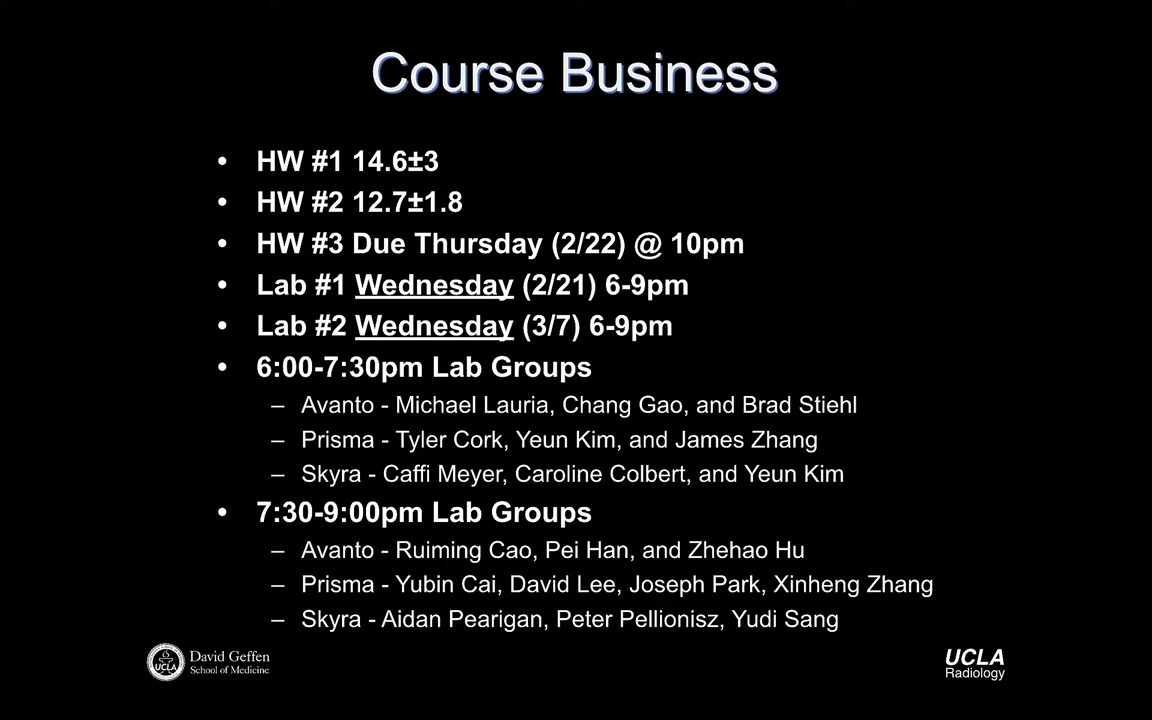 Course Business
• HW #1 14.6±3
• HW #2 12.7±1.8
• HW #3 Due Thursday (2/22) @ 10pm
• Lab #1 Wednesday (2/21) 6-9pm
• Lab #2 Wednesday (3/7) 6-9pm
• 6:00-7:30pm Lab Groups
– Avanto - Michael Lauria, Chang Gao, and Brad Stiehl
– Prisma - Tyler Cork, Yeun Kim, and James Zhang
– Skyra - Caffi Meyer, Caroline Colbert, and Yeun Kim
• 7:30-9:00pm Lab Groups
– Avanto - Ruiming Cao, Pei Han, and Zhehao Hu
– Prisma - Yubin Cai, David Lee, Joseph Park, Xinheng Zhang
– Skyra - Aidan Pearigan, Peter Pellionisz, Yudi Sang
UCLA
David Geffen
School of Medicine
UCLA
Radiology